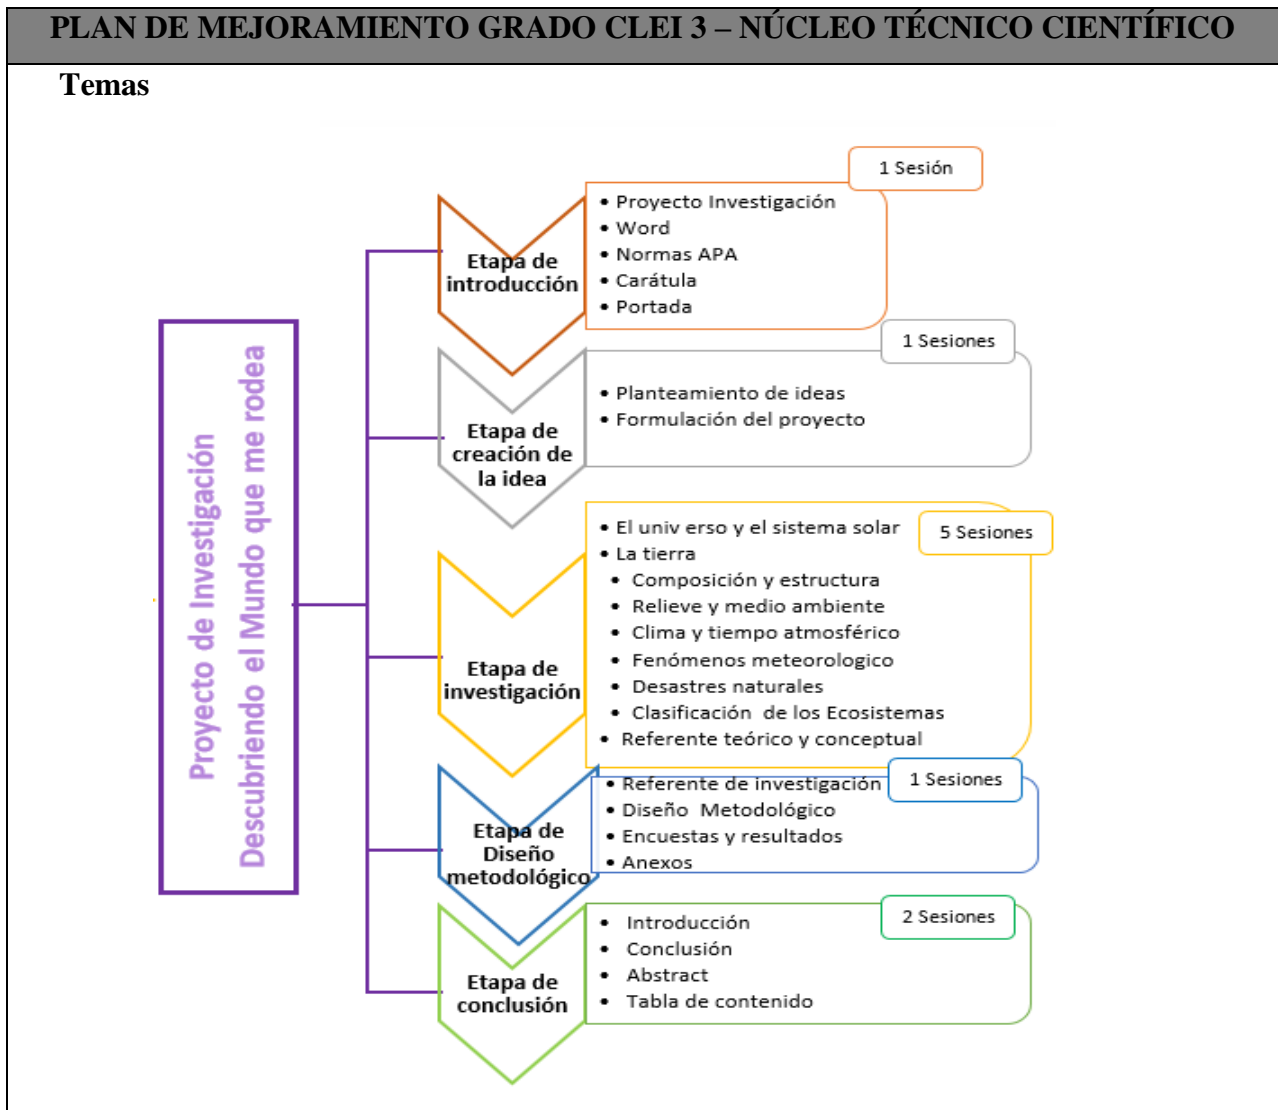 PLAN DE MEJORAMIENTO GRADO CLEI 3 – NÚCLEO TÉCNICO CIENTÍFICO
Temas
Proyecto de Investigación
Descubriendo el Mundo que me rodea
Etapa de
introducción
1 Sesión
• Proyecto Investigación
• Word
• Normas APA
• Carátula
• Portada
Etapa de
creación de
la idea
1 Sesiones
• Planteamiento de ideas
• Formulación del proyecto
Etapa de
investigación
5 Sesiones
• El univ erso y el sistema solar
• La tierra
• Composición y estructura
• Relieve y medio ambiente
• Clima y tiempo atmosférico
• Fenómenos meteorologico
• Desastres naturales
• Clasificación de los Ecosistemas
• Referente teórico y conceptual
Etapa de
Diseño
metodológico
1 Sesiones
• Referente de investigación
• Diseño Metodológico
• Encuestas y resultados
• Anexos
Etapa de
conclusión
2 Sesiones
• Introducción
• Conclusión
• Abstract
• Tabla de contenido